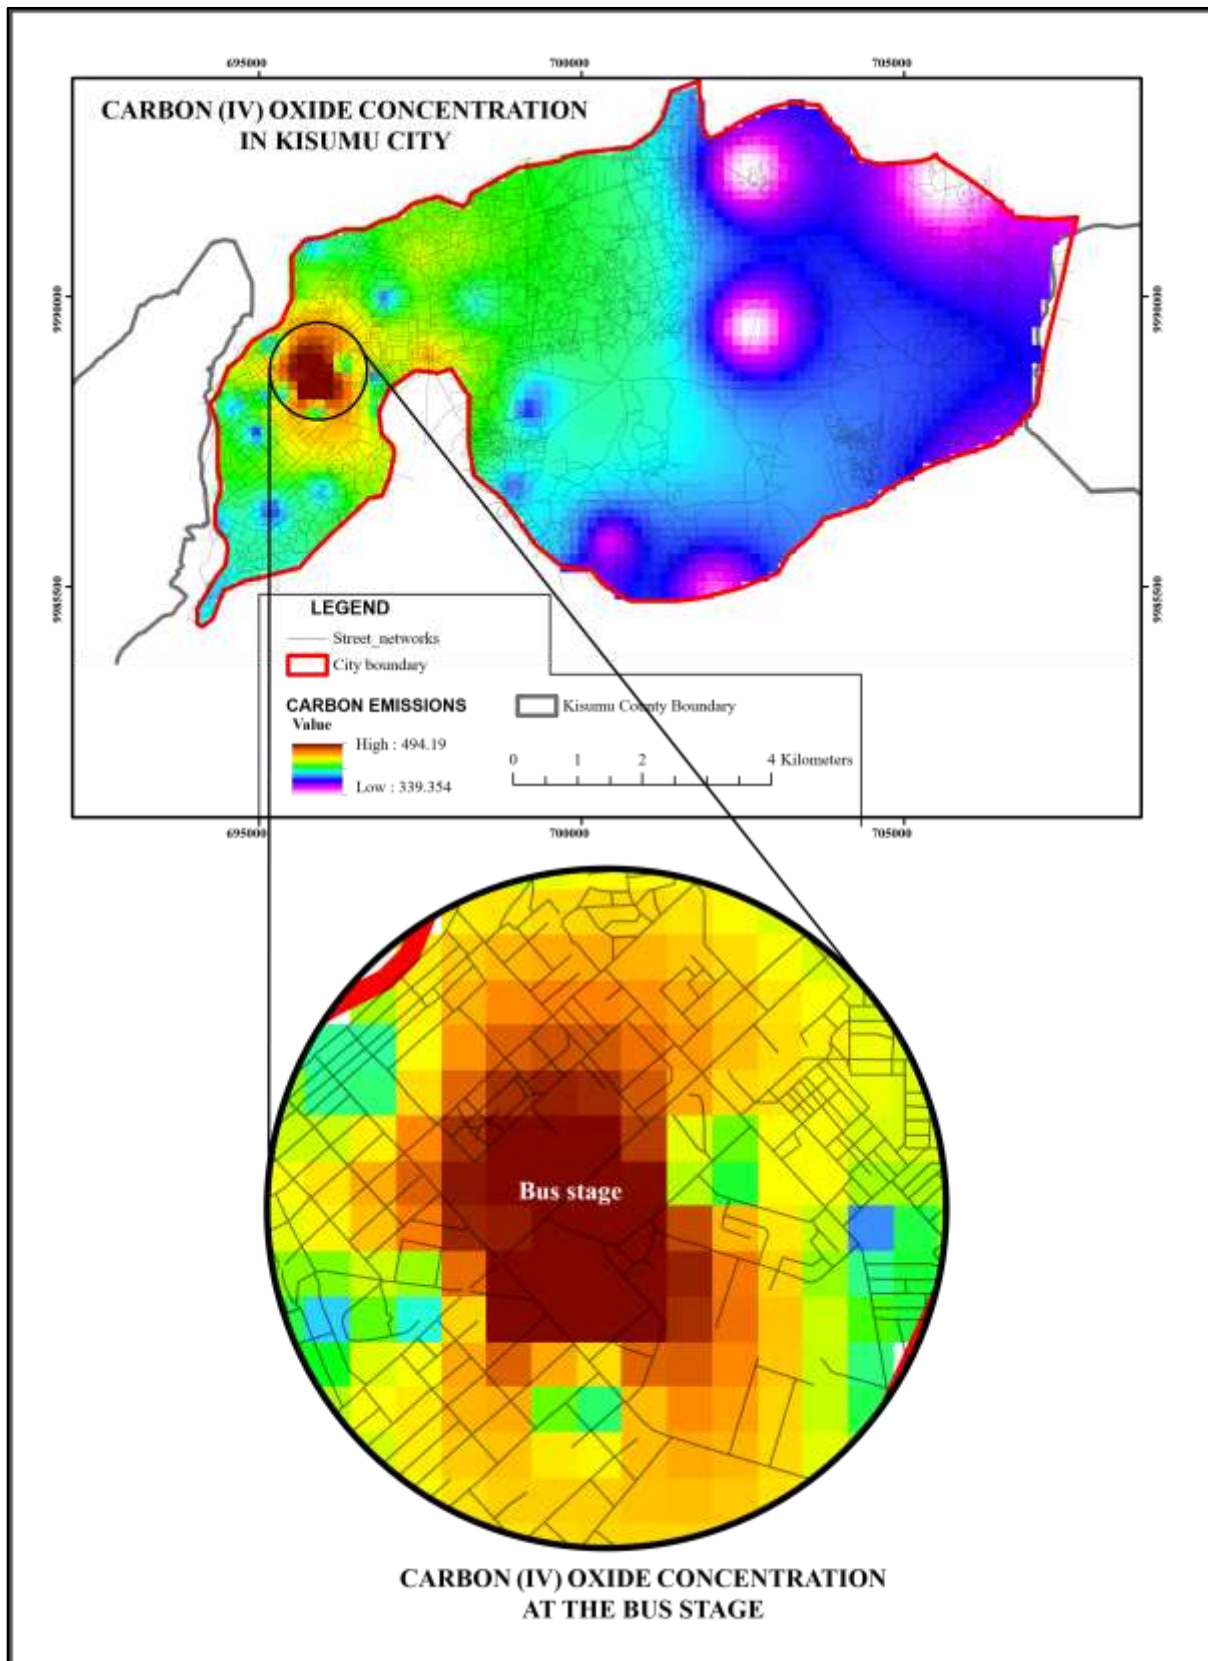 695000 700000 705000
CARBON (IV) OXIDE CONCENTRATION
IN KISUMU CITY
9990000 9990000
9985000 9985000
LEGEND
Street_networks
City boundary
CARBON EMISSIONS
Value
High : 494.19
Low : 339.354
Kisumu County Boundary
0 1 2 4 Kilometers
695000 700000 705000
Bus stage
CARBON (IV) OXIDE CONCENTRATION
AT THE BUS STAGE